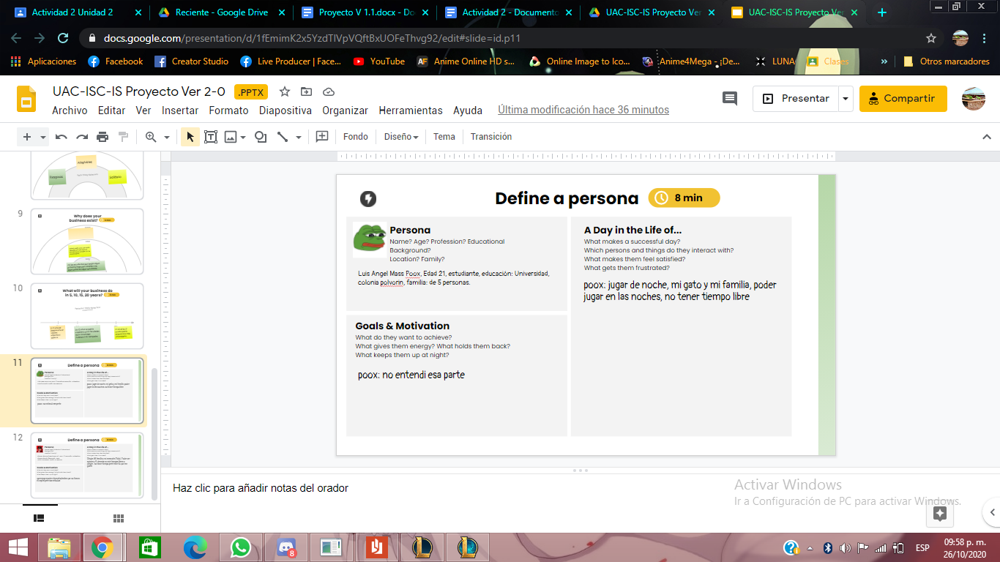 Actividad 2 Unidad 2
Reciente - Google Drive
Proyecto V 1.1.docx - Do
Actividad 2 - Documento
UAC-ISC-IS Proyecto Ver
UAC-ISC-IS Proyecto Ver
docs.google.com/presentation/d/1fEmimK2x5YzdTIVpVQftBxUOFeThvg92/edit#slide=id.p11
Aplicaciones
Facebook
Creator Studio
Live Producer | Face...
YouTube
AF
Anime Online HD s...
Online Image to Ico...
Anime4Mega - ¡De...
LUNA
Clases
»
Otros marcadores
UAC-ISC-IS Proyecto Ver 2-0
.PPTX
Archivo Editar Ver Insertar Formato Diapositiva Organizar Herramientas Ayuda
Última modificación hace 36 minutos
Presentar
Compartir
Fondo
Diseño
Tema
Transición
9
Why does your
business exist?
10
What will your business do
in 5, 10, 15, 20 years?
11
Define a persona
12
Define a persona
Define a persona
8 min
Persona
Name? Age? Profession? Educational
Background?
Location? Family?
Luis Angel Mass Poox, Edad 21, estudiante, educación: Universidad,
colonia polvorin, familia: de 5 personas.
Goals & Motivation
What do they want to achieve?
What gives them energy? What holds them back?
What keeps them up at night?
poox: no entendi esa parte
A Day in the Life of...
What makes a successful day?
Which persons and things do they interact with?
What makes them feel satisfied?
What gets them frustrated?
poox: jugar de noche, mi gato y mi familia, poder
jugar en las noches, no tener tiempo libre
Haz clic para añadir notas del orador
Activar Windows
Ir a Configuración de PC para activar Windows.
8
ESP
09:58 p. m.
26/10/2020